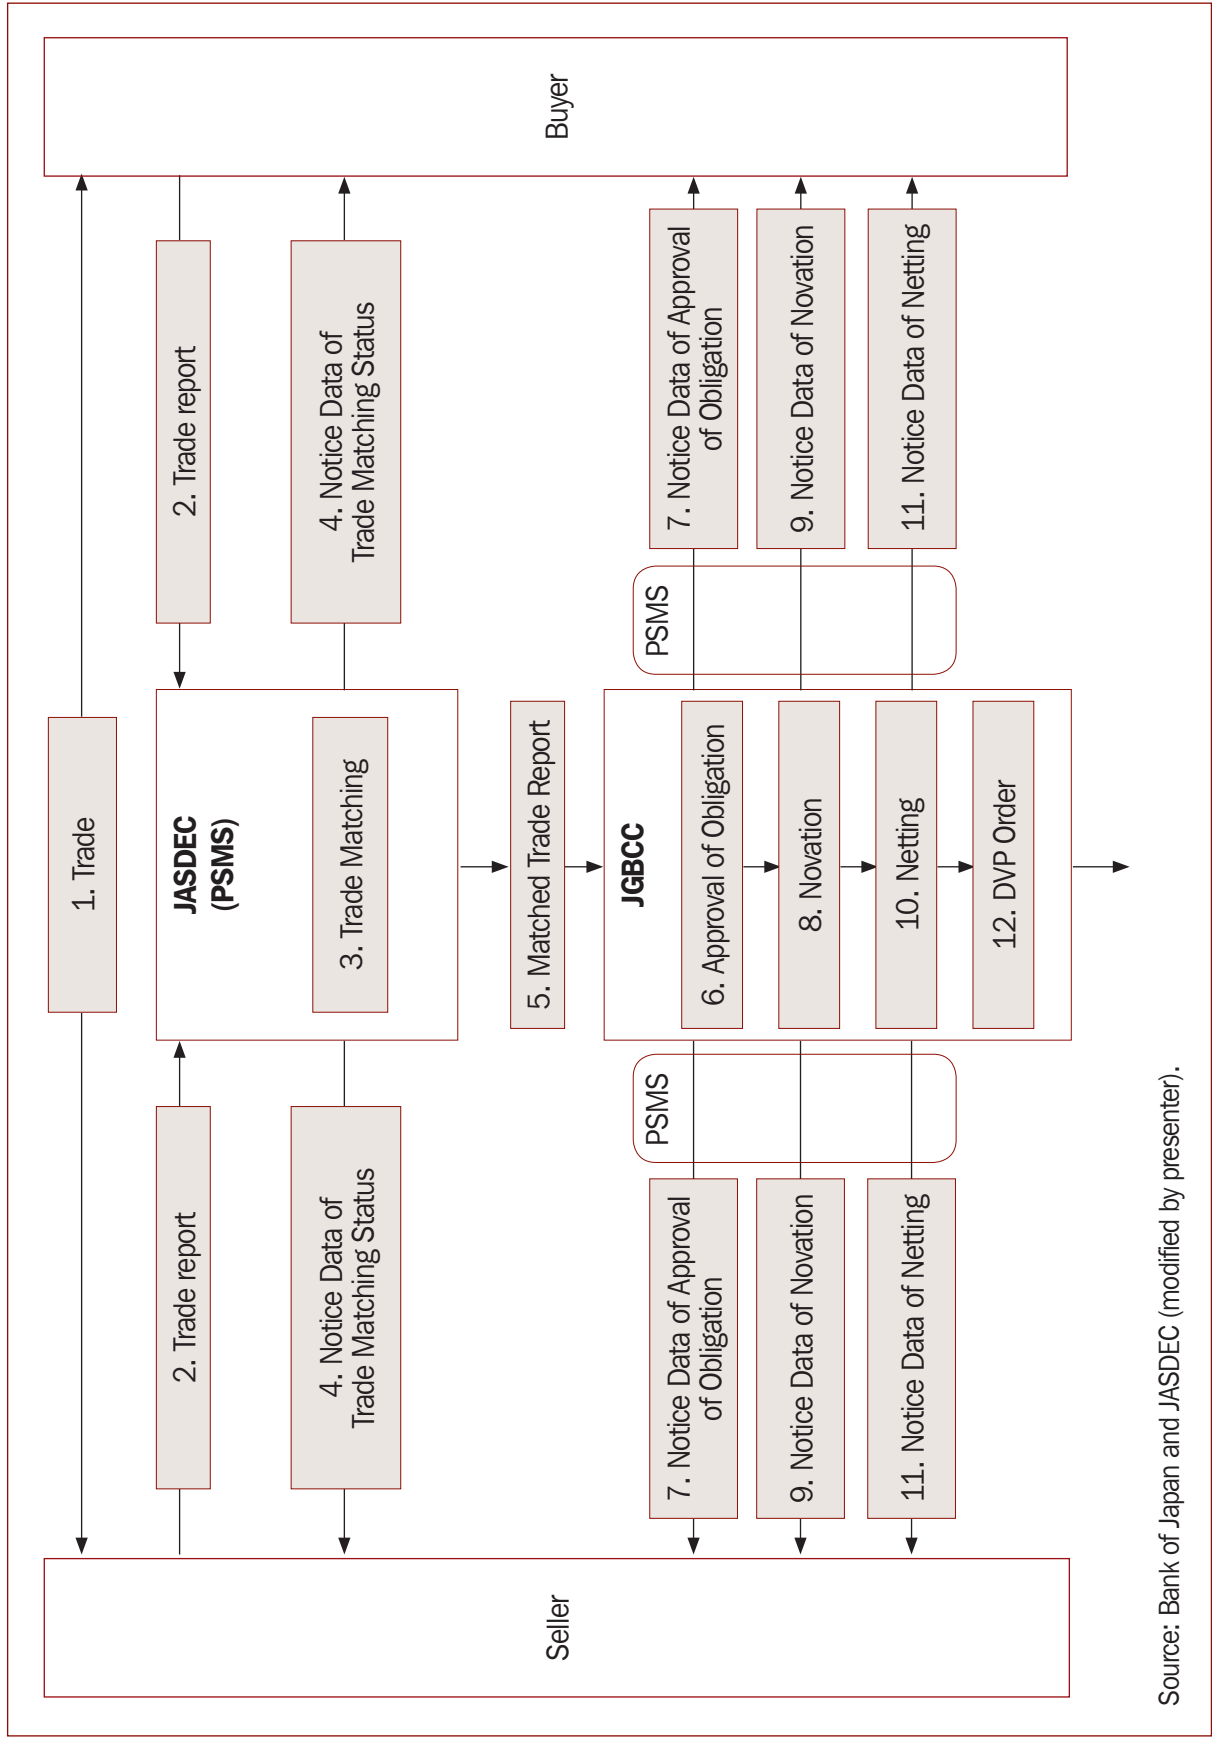 Seller
Buyer
1. Trade
2. Trade report
2. Trade report
JASDEC
(PSMS)
3. Trade Matching
4. Notice Data of
Trade Matching Status
4. Notice Data of
Trade Matching Status
5. Matched Trade Report
JGBCC
PSMS
PSMS
6. Approval of Obligation
7. Notice Data of Approval
of Obligation
7. Notice Data of Approval
of Obligation
8. Novation
9. Notice Data of Novation
9. Notice Data of Novation
10. Netting
11. Notice Data of Netting
11. Notice Data of Netting
12. DVP Order
Source: Bank of Japan and JASDEC (modified by presenter).